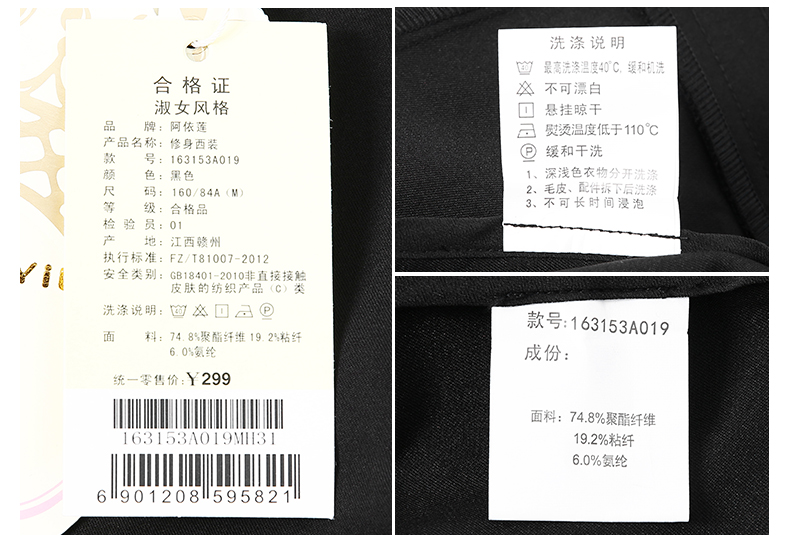 合格证
淑女风格
品牌：阿依莲
产品名称：修身西装
款号：163153A019
颜色：黑色
尺码：160/84A（M）
等级：合格品
检验员：01
产地：江西赣州
执行标准：FZ/T81007-2012
安全类别：GB18401-2010非直接接触
皮肤的纺织产品（C）类
洗涤说明：
面料：74.8%聚酯纤维 19.2%粘纤
6.0%氨纶
统一零售价：￥299
163153A019MH31
6 901208 595821
洗涤说明
最高洗涤温度40℃，缓和机洗
不可漂白
悬挂晾干
熨烫温度低于110℃
缓和干洗
1、深浅色衣物分开洗涤
2、毛皮、配件拆下后洗涤
3、不可长时间浸泡
款号:163153A019
成份：
面料：74.8%聚酯纤维
19.2%粘纤
6.0%氨纶